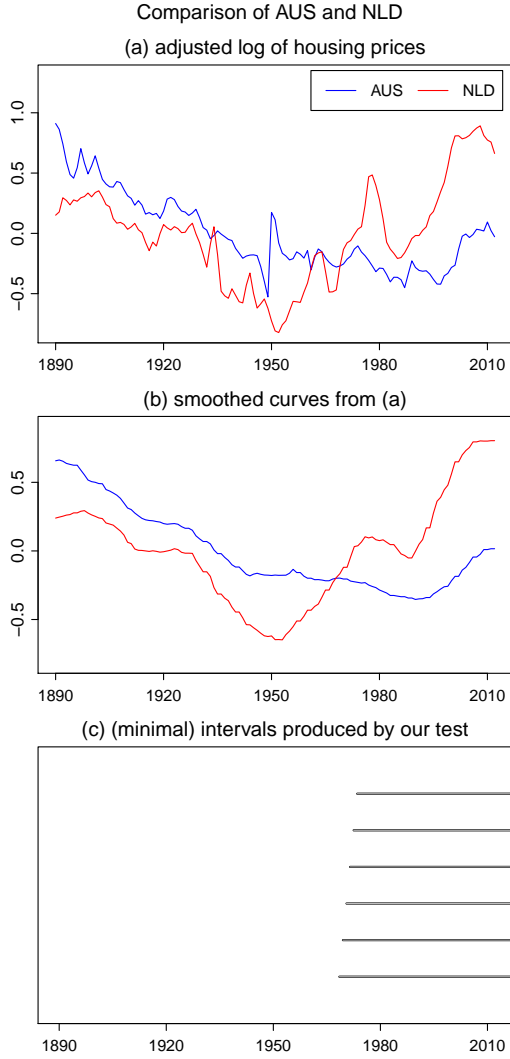 Comparison of AUS and NLD
(a) adjusted log of housing prices
AUS NLD
1.0
0.5
0.0
−0.5
1890 1920 1950 1980 2010
(b) smoothed curves from (a)
0.5
0.0
−0.5
1890 1920 1950 1980 2010
(c) (minimal) intervals produced by our test
1890 1920 1950 1980 2010